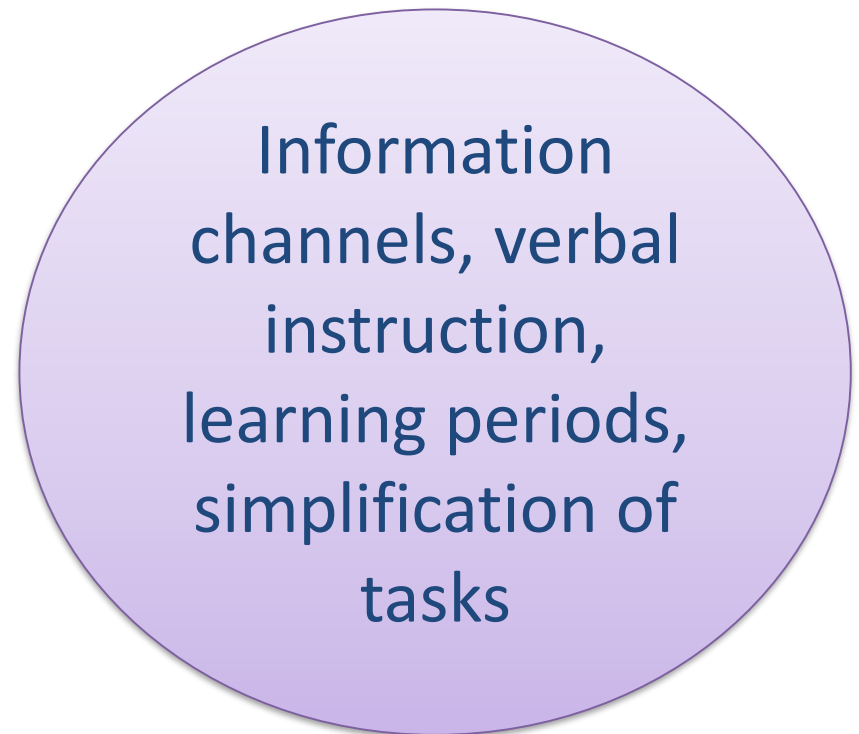 Information
channels, verbal
instruction,
learning periods,
simplification of
tasks